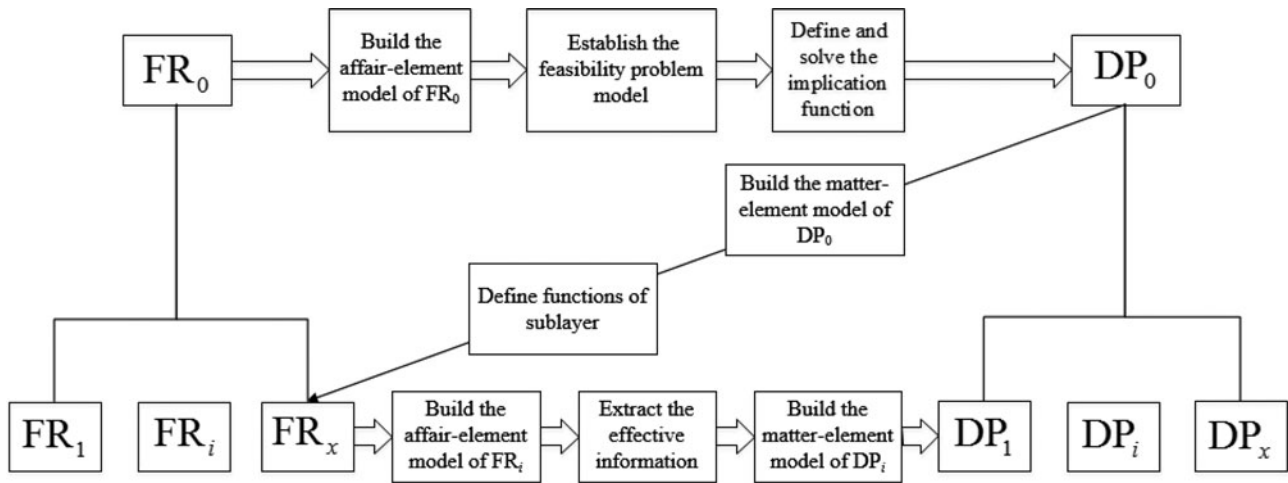 FR₀
Build the
affair-element
model of FR₀
Establish the
feasibility problem
model
Define and
solve the
implication
function
DP₀
Build the matter-
element model of
DP₀
Define functions of
sublayer
FR₁
FRᵢ
FRₓ
Build the
affair-element
model of FRᵢ
Extract the
effective
information
Build the
matter-element
model of DPᵢ
DP₁
DPᵢ
DPₓ